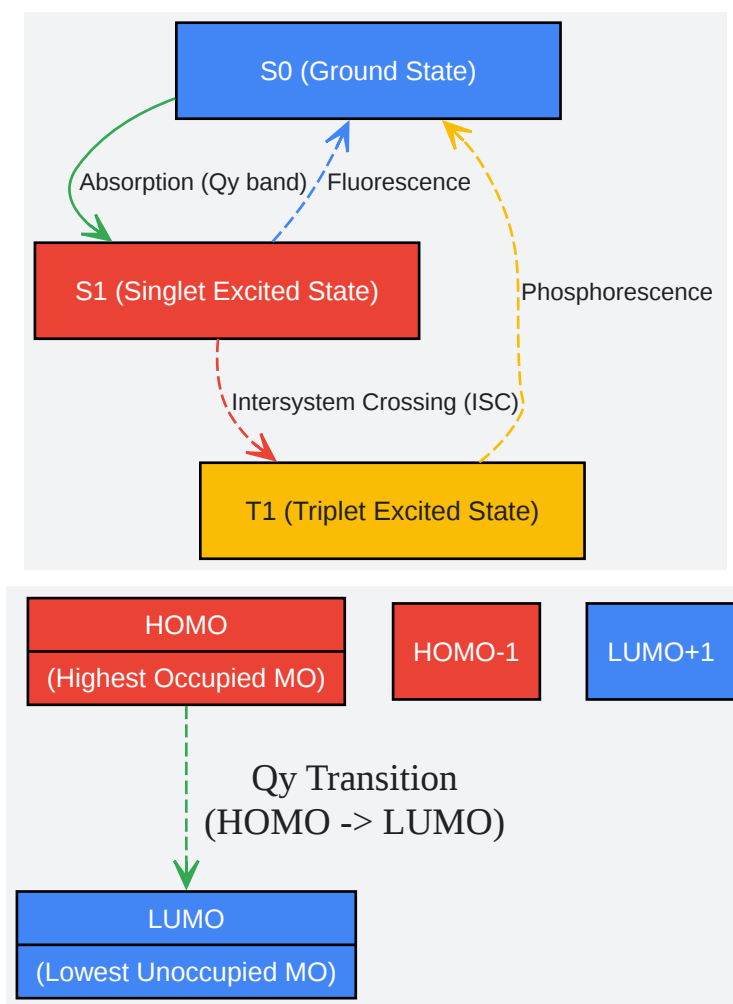 S0 (Ground State)
Absorption (Qy band)
Fluorescence
S1 (Singlet Excited State)
Phosphorescence
Intersystem Crossing (ISC)
T1 (Triplet Excited State)
HOMO
(Highest Occupied MO)
HOMO-1
LUMO+1
Qy Transition
(HOMO -> LUMO)
LUMO
(Lowest Unoccupied MO)